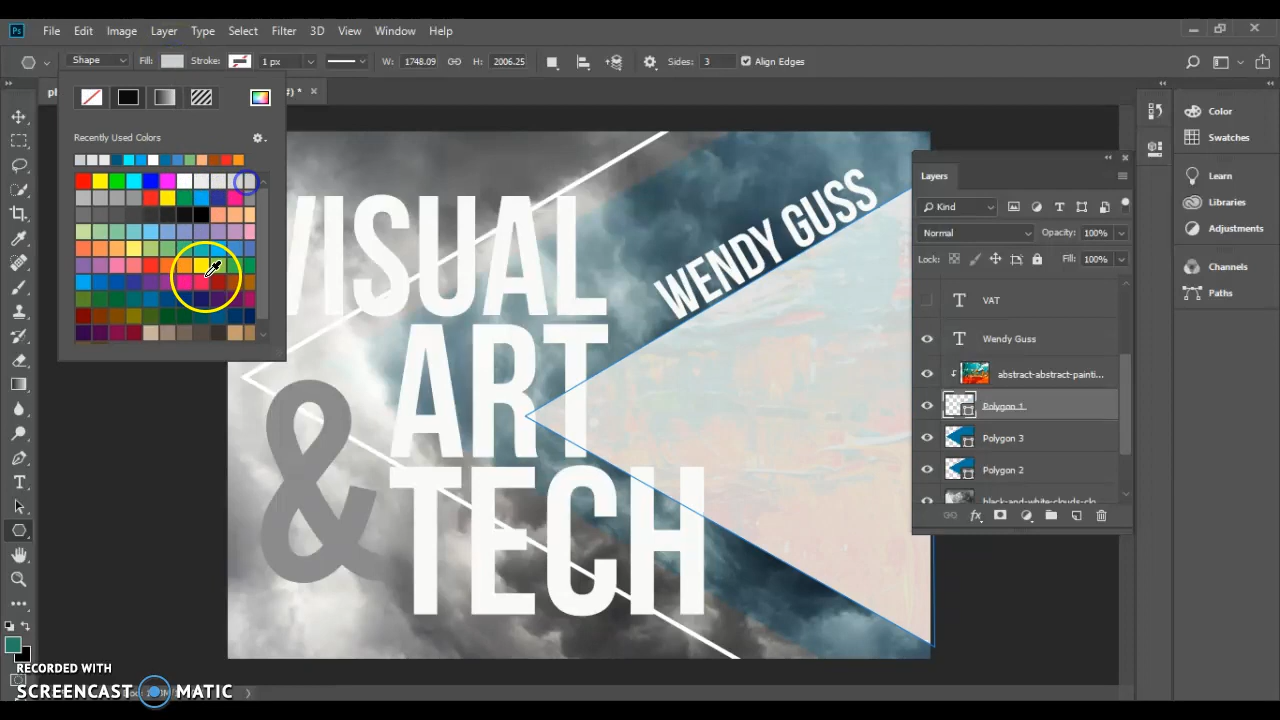 Ps File Edit Image Layer Type Select Filter 3D View Window Help
Shape Fill: Stroke: 1 px W: 1748.09 H: 2006.25 Sides: 3 Align Edges
#) *
Recently Used Colors
VISUAL
ART
&
TECH
WENDY GUSS
Layers
Kind
Normal Opacity: 100%
Lock: Fill: 100%
T VAT
T Wendy Guss
abstract-abstract-painti...
Polygon 1
Polygon 3
Polygon 2
black-and-white-clouds-clo...
fx
Color
Swatches
Learn
Libraries
Adjustments
Channels
Paths
RECORDED WITH
SCREENCAST MATIC